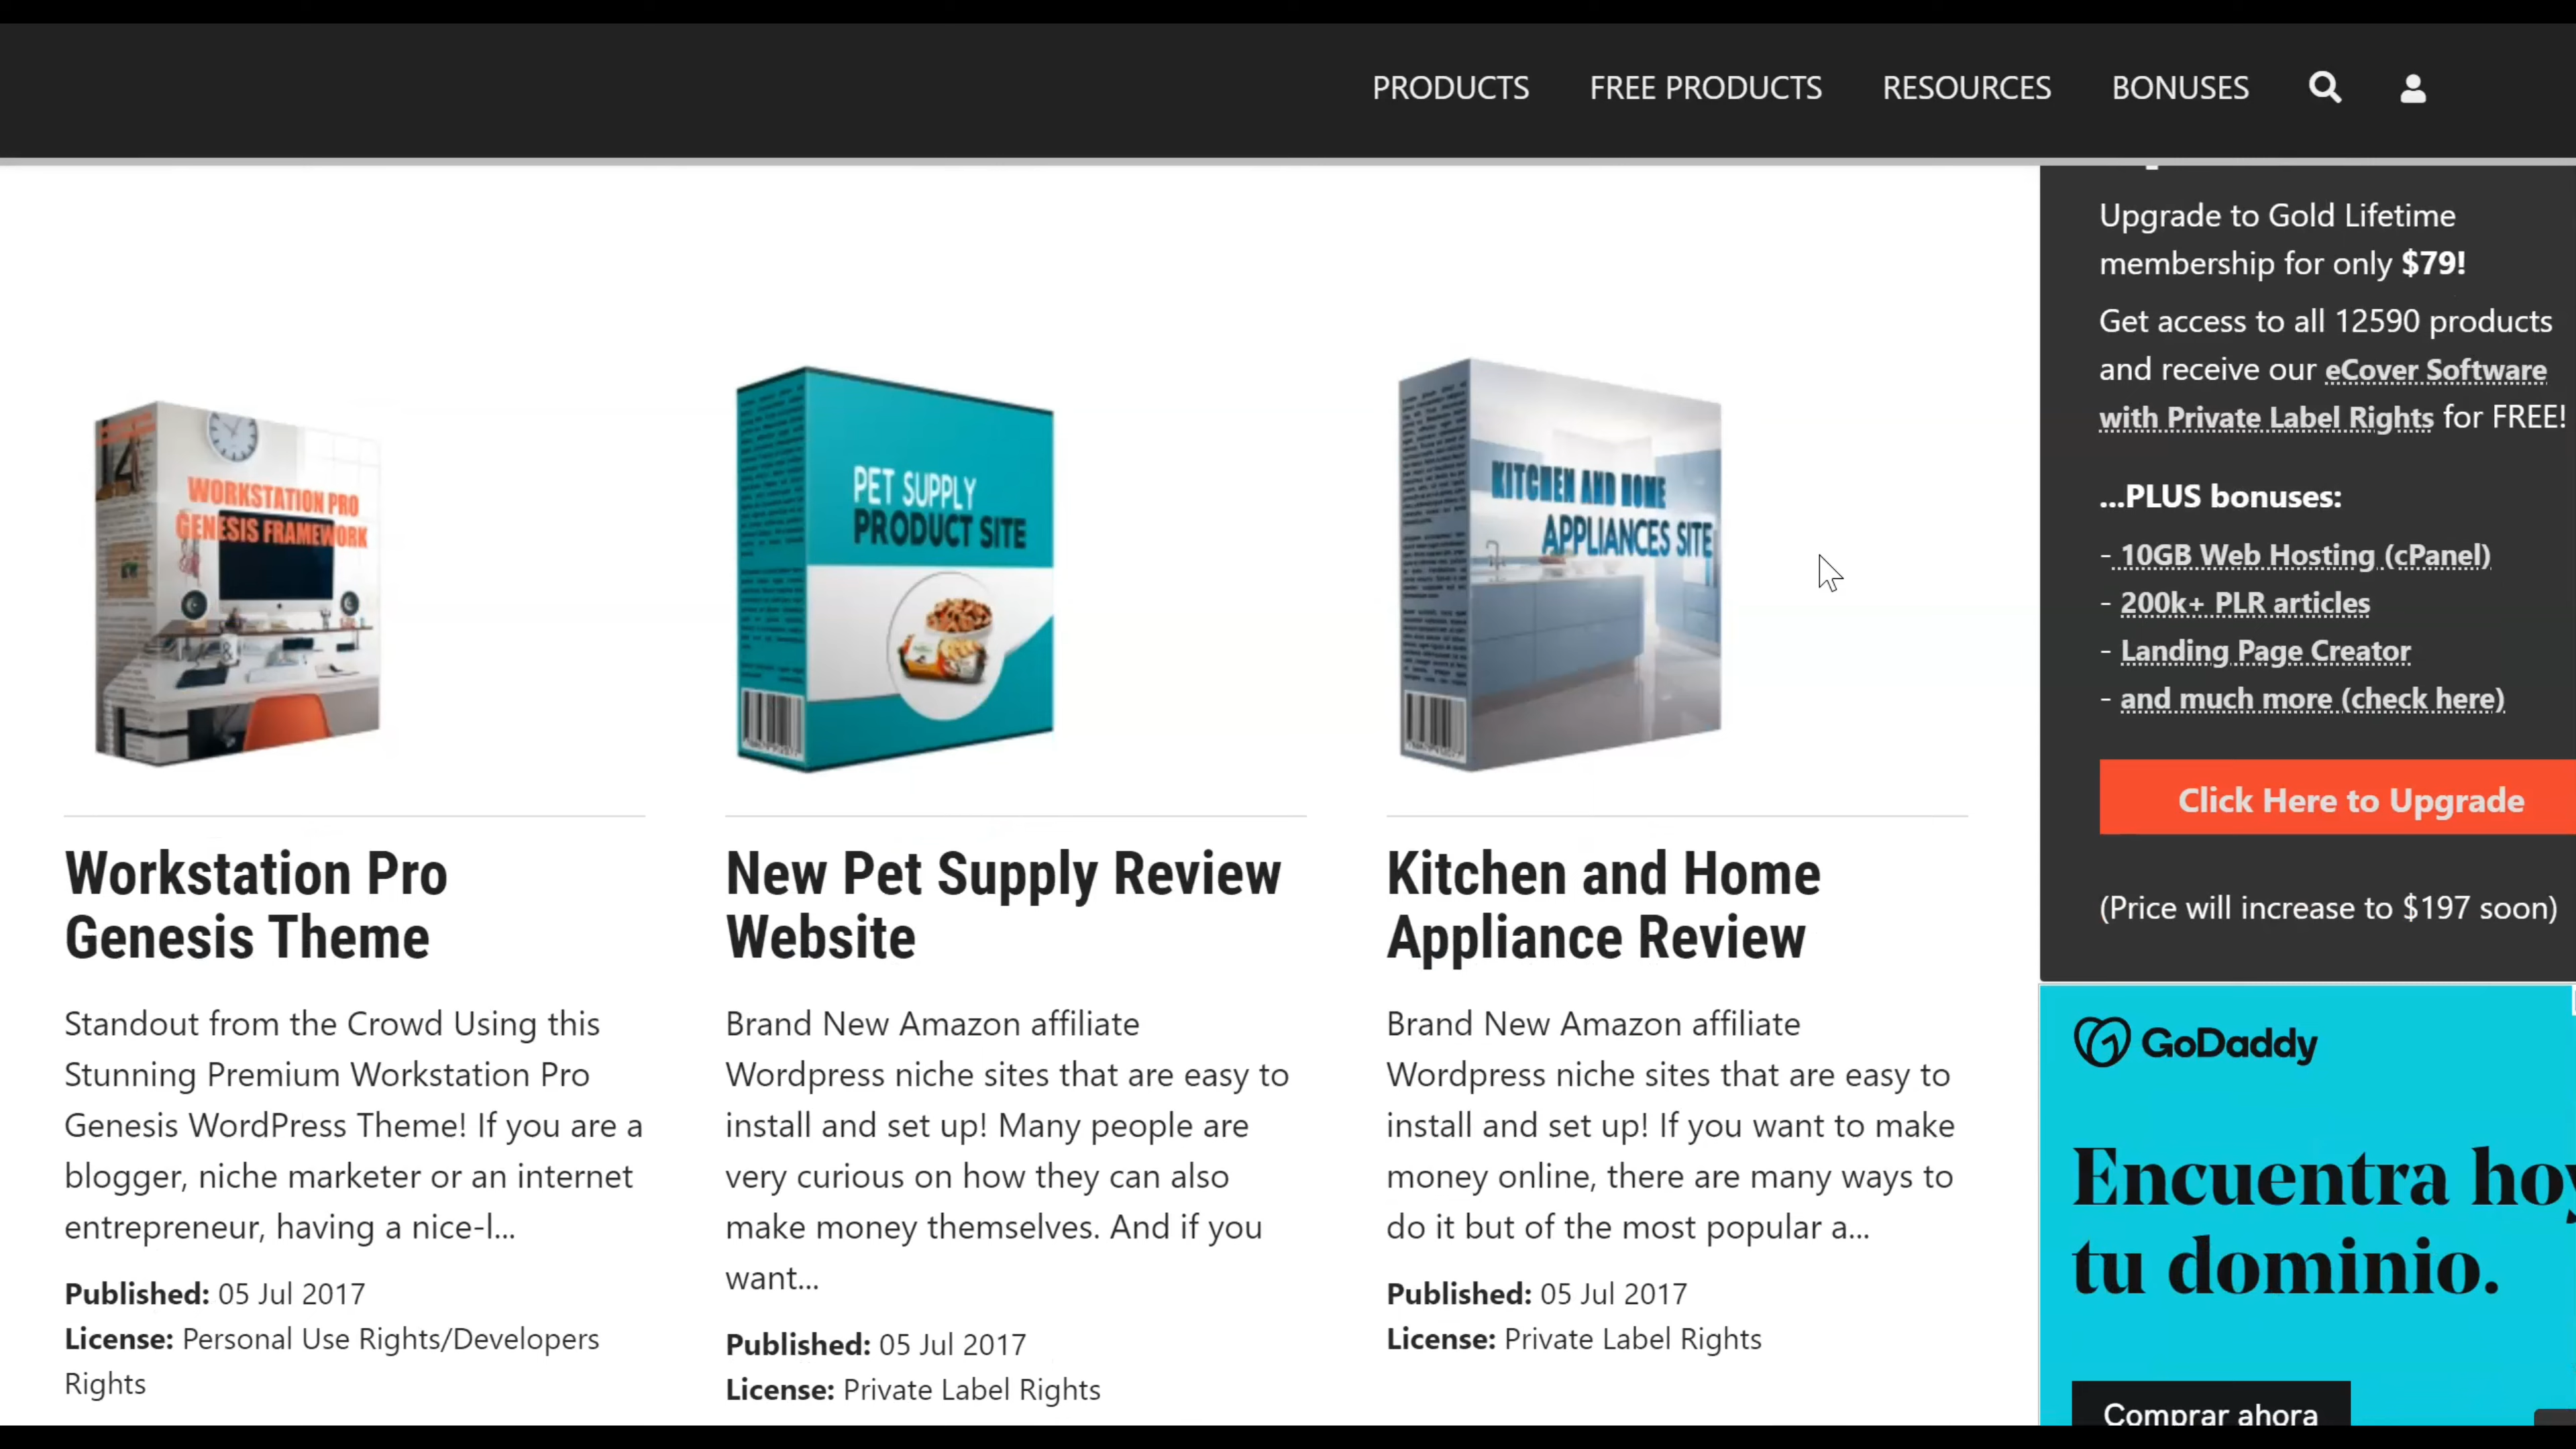 PRODUCTS FREE PRODUCTS RESOURCES BONUSES
WORKSTATION PRO
GENESIS FRAMEWORK
PET SUPPLY
PRODUCT SITE
KITCHEN AND HOME
APPLIANCES SITE
Workstation Pro
Genesis Theme
Standout from the Crowd Using this
Stunning Premium Workstation Pro
Genesis WordPress Theme! If you are a
blogger, niche marketer or an internet
entrepreneur, having a nice-l...
Published: 05 Jul 2017
License: Personal Use Rights/Developers
Rights
New Pet Supply Review
Website
Brand New Amazon affiliate
Wordpress niche sites that are easy to
install and set up! Many people are
very curious on how they can also
make money themselves. And if you
want...
Published: 05 Jul 2017
License: Private Label Rights
Kitchen and Home
Appliance Review
Brand New Amazon affiliate
Wordpress niche sites that are easy to
install and set up! If you want to make
money online, there are many ways to
do it but of the most popular a...
Published: 05 Jul 2017
License: Private Label Rights
Upgrade to Gold Lifetime
membership for only $79!
Get access to all 12590 products
and receive our eCover Software
with Private Label Rights for FREE!
...PLUS bonuses:
- 10GB Web Hosting (cPanel)
- 200k+ PLR articles
- Landing Page Creator
- and much more (check here)
Click Here to Upgrade
(Price will increase to $197 soon)
GoDaddy
Encuentra hoy
tu dominio.
Comprar ahora